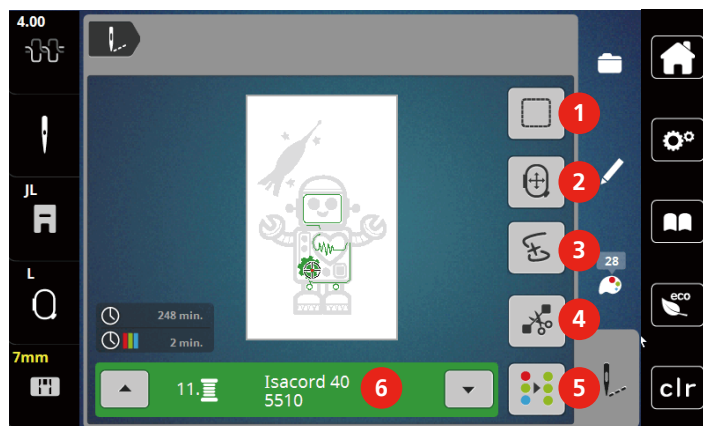 4.00
1
2
JL
3
28
L
eco
4
248 min.
2 min.
7mm
11.
Isacord 40
5510
6
5
clr